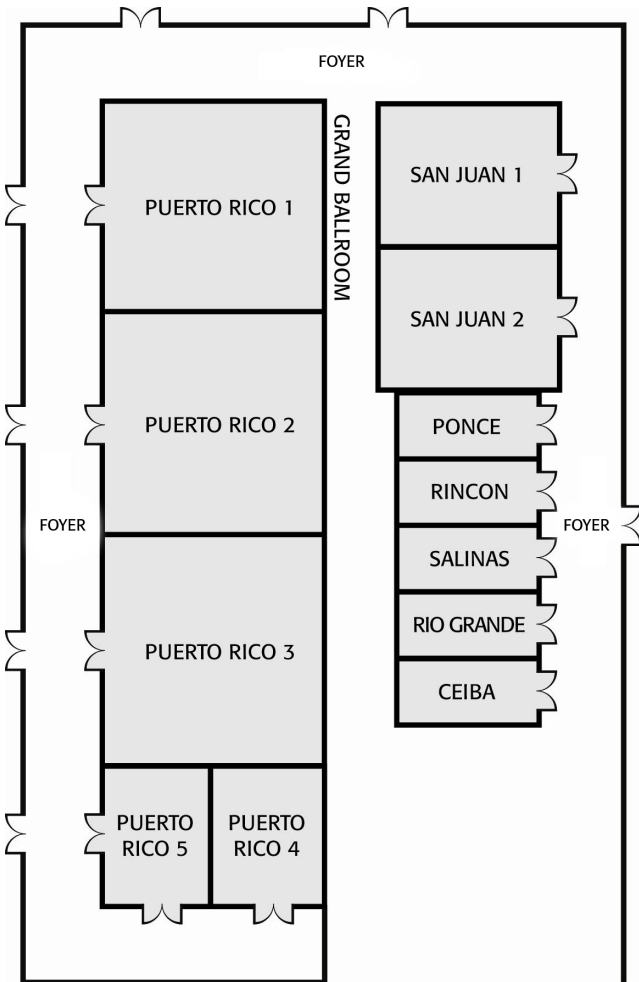 FOYER
GRAND BALLROOM
PUERTO RICO 1
SAN JUAN 1
PUERTO RICO 2
SAN JUAN 2
PONCE
RINCON
FOYER
FOYER
SALINAS
RIO GRANDE
PUERTO RICO 3
CEIBA
PUERTO
RICO 5
PUERTO
RICO 4